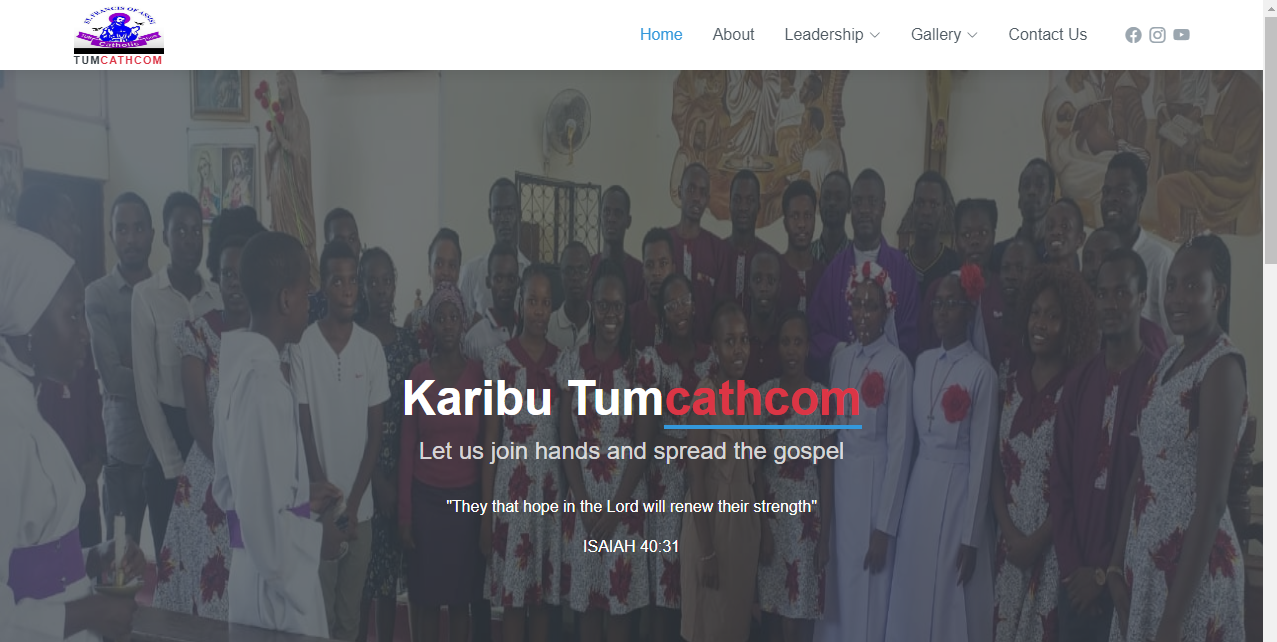 ST. FRANCIS OF ASSISI
Catholic
TUMCATHCOM
Home
About
Leadership
Gallery
Contact Us
Karibu Tumcathcom
Let us join hands and spread the gospel
"They that hope in the Lord will renew their strength"
ISAIAH 40:31